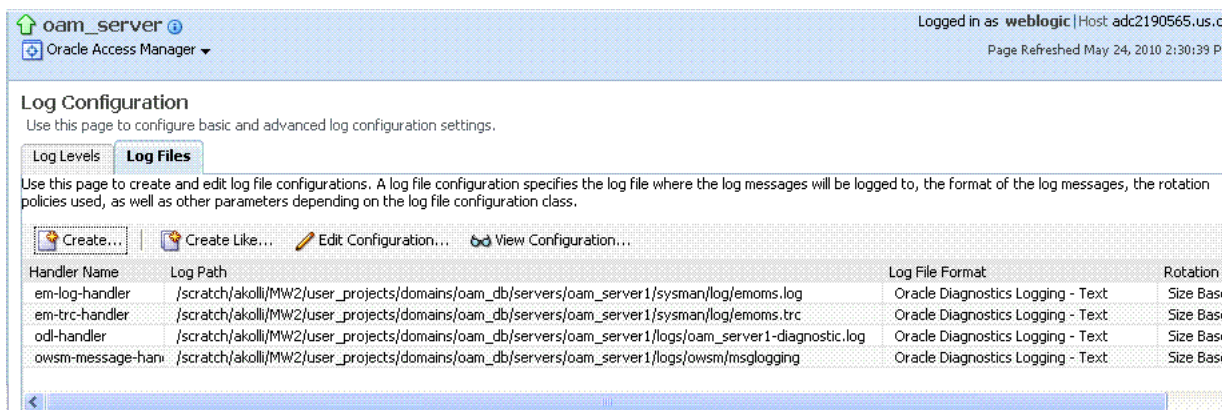 oam_server
Logged in as weblogic|Host adc2190565.us.c
Oracle Access Manager
Page Refreshed May 24, 2010 2:30:39 P
Log Configuration
Use this page to configure basic and advanced log configuration settings.
Log Levels Log Files
Use this page to create and edit log file configurations. A log file configuration specifies the log file where the log messages will be logged to, the format of the log messages, the rotation
policies used, as well as other parameters depending on the log file configuration class.
Create... Create Like... Edit Configuration... View Configuration...
Handler Name Log Path Log File Format Rotation
em-log-handler /scratch/akolli/MW2/user_projects/domains/oam_db/servers/oam_server1/sysman/log/emoms.log Oracle Diagnostics Logging - Text Size Base
em-trc-handler /scratch/akolli/MW2/user_projects/domains/oam_db/servers/oam_server1/sysman/log/emoms.trc Oracle Diagnostics Logging - Text Size Base
odl-handler /scratch/akolli/MW2/user_projects/domains/oam_db/servers/oam_server1/logs/oam_server1-diagnostic.log Oracle Diagnostics Logging - Text Size Base
owsm-message-han /scratch/akolli/MW2/user_projects/domains/oam_db/servers/oam_server1/logs/owsm/msglogging Oracle Diagnostics Logging - Text Size Base